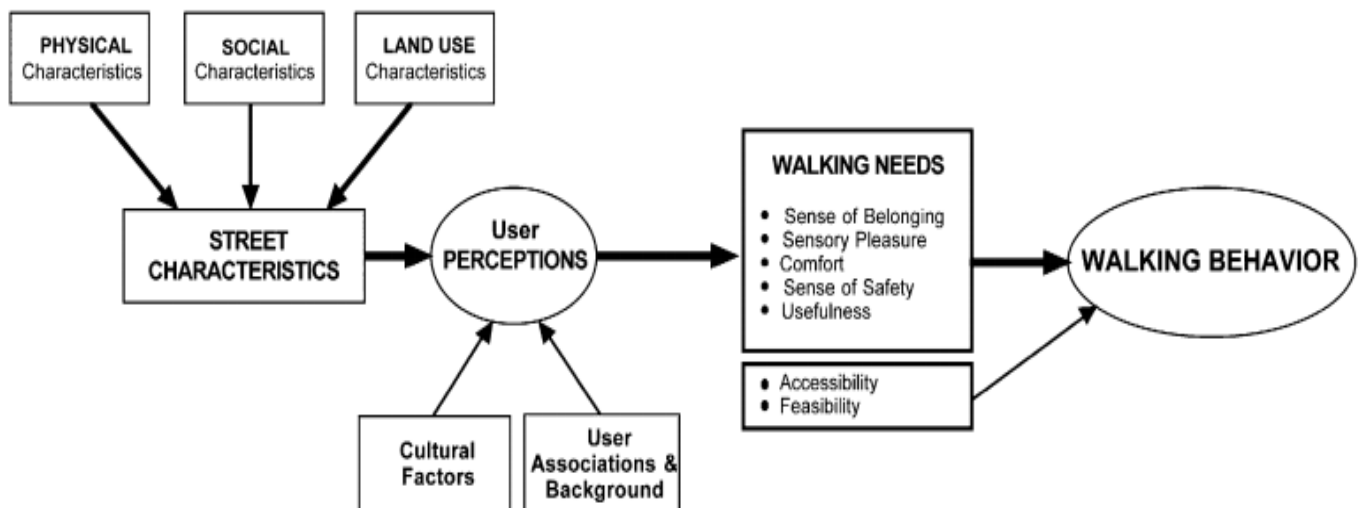 PHYSICAL
Characteristics
SOCIAL
Characteristics
LAND USE
Characteristics
STREET
CHARACTERISTICS
User
PERCEPTIONS
Cultural
Factors
User
Associations &
Background
WALKING NEEDS
• Sense of Belonging
• Sensory Pleasure
• Comfort
• Sense of Safety
• Usefulness
• Accessibility
• Feasibility
WALKING BEHAVIOR